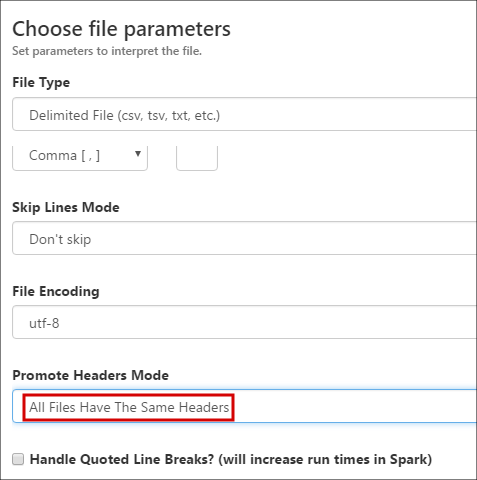 Choose file parameters
Set parameters to interpret the file.
File Type
Delimited File (csv, tsv, txt, etc.)
Comma [ , ]
Skip Lines Mode
Don't skip
File Encoding
utf-8
Promote Headers Mode
All Files Have The Same Headers
Handle Quoted Line Breaks? (will increase run times in Spark)